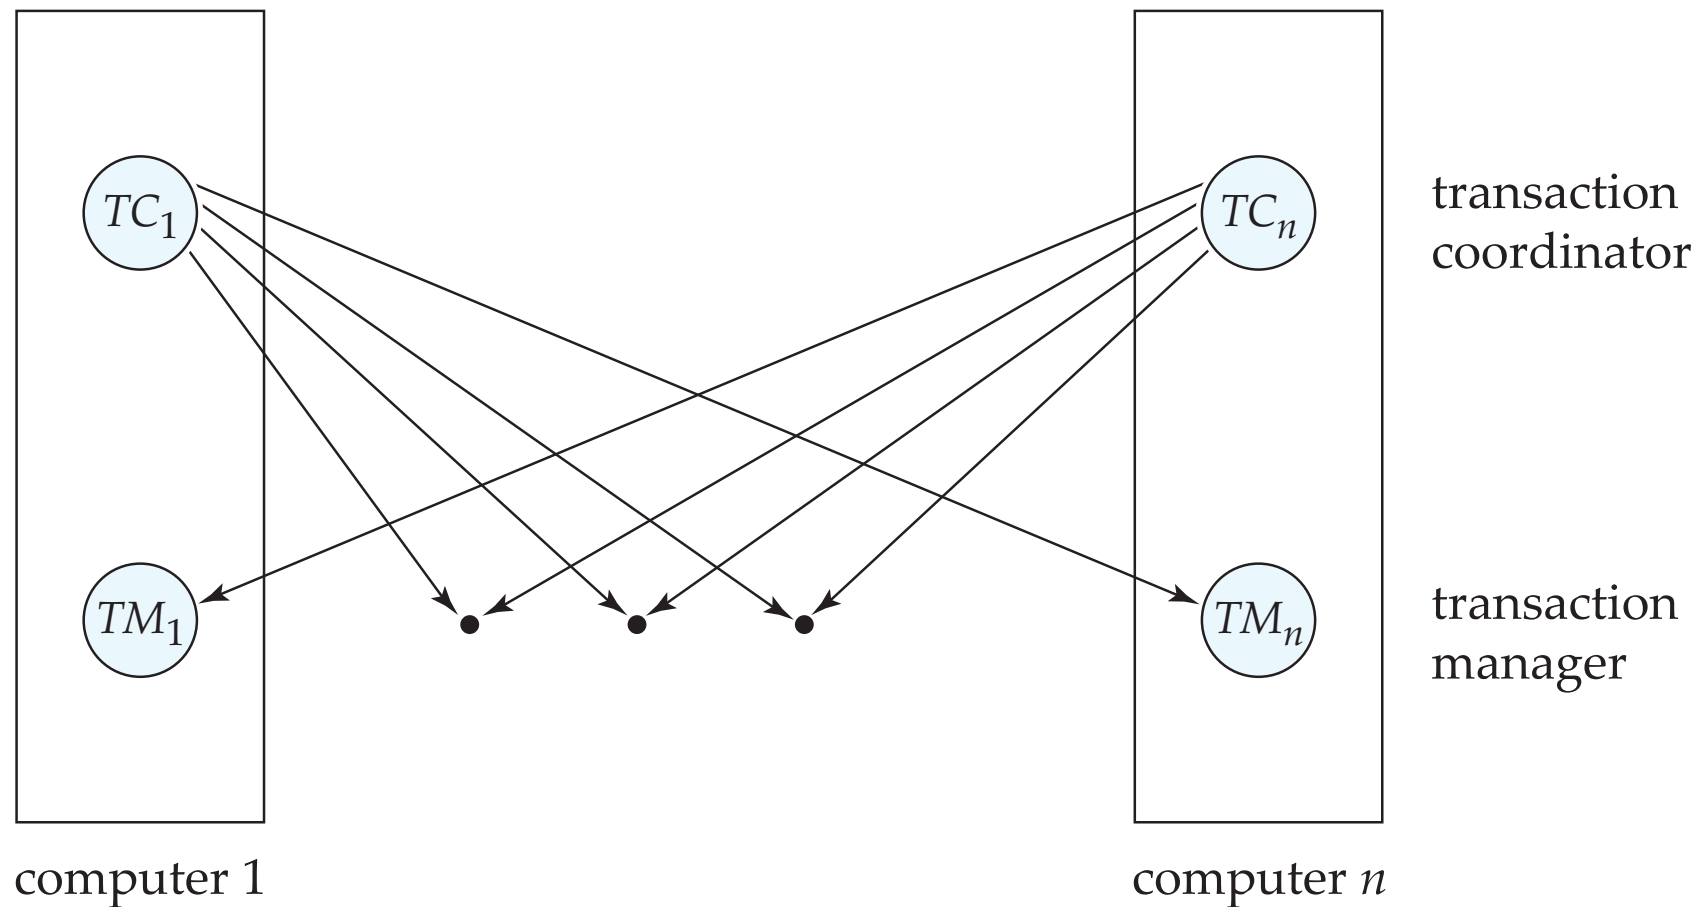 TC₁
TCₙ
transaction
coordinator
TM₁
TMₙ
transaction
manager
computer 1
computer n